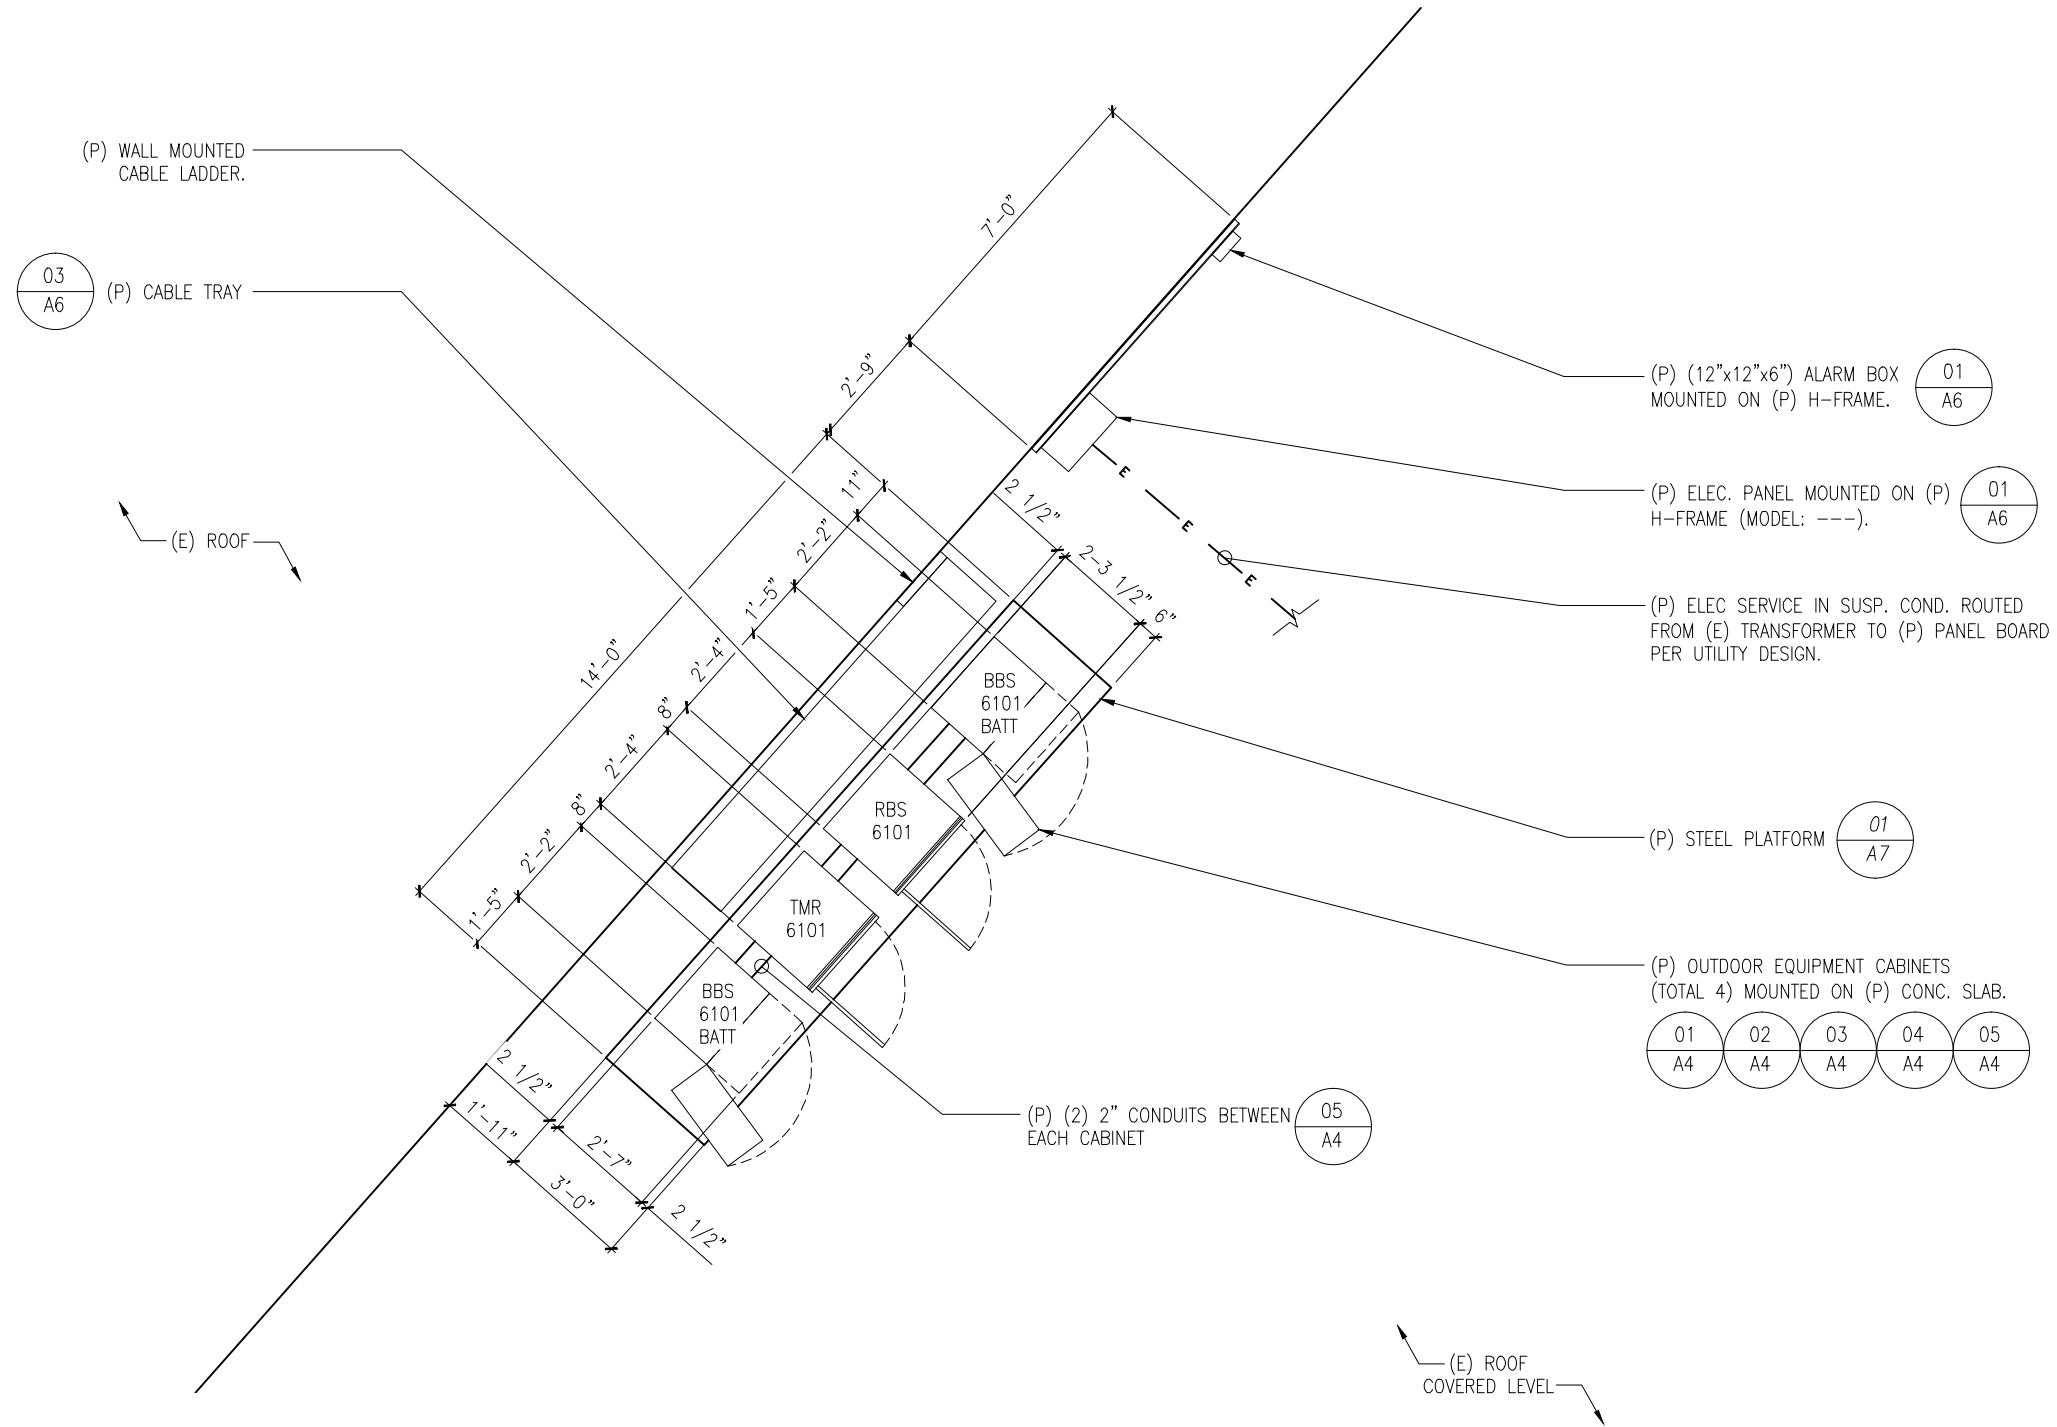 (P) WALL MOUNTED
CABLE LADDER.
03
A6
(P) CABLE TRAY
(E) ROOF
7'-0"
2'-9"
14'-0"
11"
2'-2"
1'-5"
2'-4"
8"
2'-4"
8"
2'-2"
1'-5"
2 1/2"
2-3 1/2"
6"
E
E
E
BBS
6101
BATT
RBS
6101
TMR
6101
BBS
6101
BATT
2 1/2"
1'-11"
2'-7"
3'-0"
2 1/2"
(P) (12"x12"x6") ALARM BOX
MOUNTED ON (P) H-FRAME.
01
A6
(P) ELEC. PANEL MOUNTED ON (P)
H-FRAME (MODEL: ---).
01
A6
(P) ELEC SERVICE IN SUSP. COND. ROUTED
FROM (E) TRANSFORMER TO (P) PANEL BOARD
PER UTILITY DESIGN.
(P) STEEL PLATFORM
01
A7
(P) OUTDOOR EQUIPMENT CABINETS
(TOTAL 4) MOUNTED ON (P) CONC. SLAB.
01 02 03 04 05
A4 A4 A4 A4 A4
(P) (2) 2" CONDUITS BETWEEN
EACH CABINET
05
A4
(E) ROOF
COVERED LEVEL